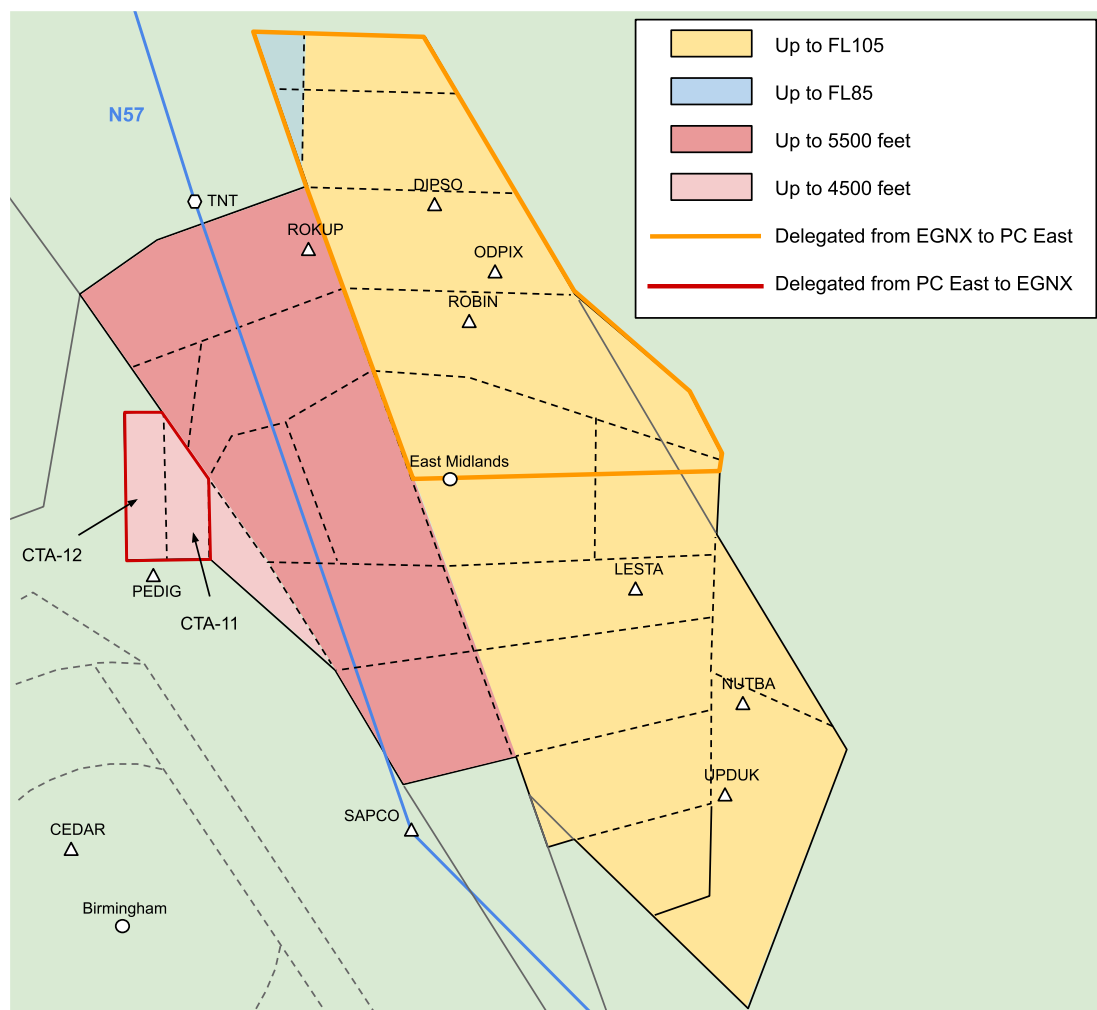 Up to FL105
Up to FL85
N57
Up to 5500 feet
Up to 4500 feet
DIPSO
TNT
ROKUP
Delegated from EGNX to PC East
ODPIX
Delegated from PC East to EGNX
ROBIN
East Midlands
CTA-12
LESTA
PEDIG
CTA-11
NUTBA
UPDUK
SAPCO
CEDAR
Birmingham